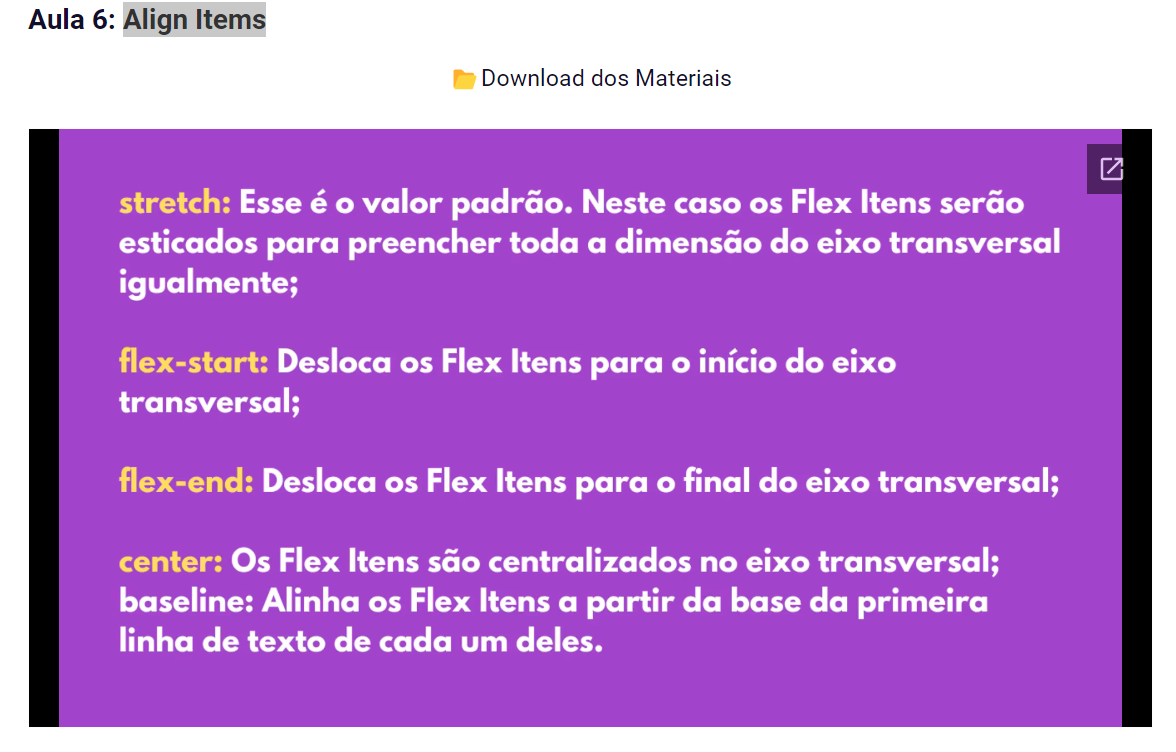 Aula 6: Align Items
Download dos Materiais
stretch: Esse é o valor padrão. Neste caso os Flex Itens serão
esticados para preencher toda a dimensão do eixo transversal
igualmente;
flex-start: Desloca os Flex Itens para o início do eixo
transversal;
flex-end: Desloca os Flex Itens para o final do eixo transversal;
center: Os Flex Itens são centralizados no eixo transversal;
baseline: Alinha os Flex Itens a partir da base da primeira
linha de texto de cada um deles.